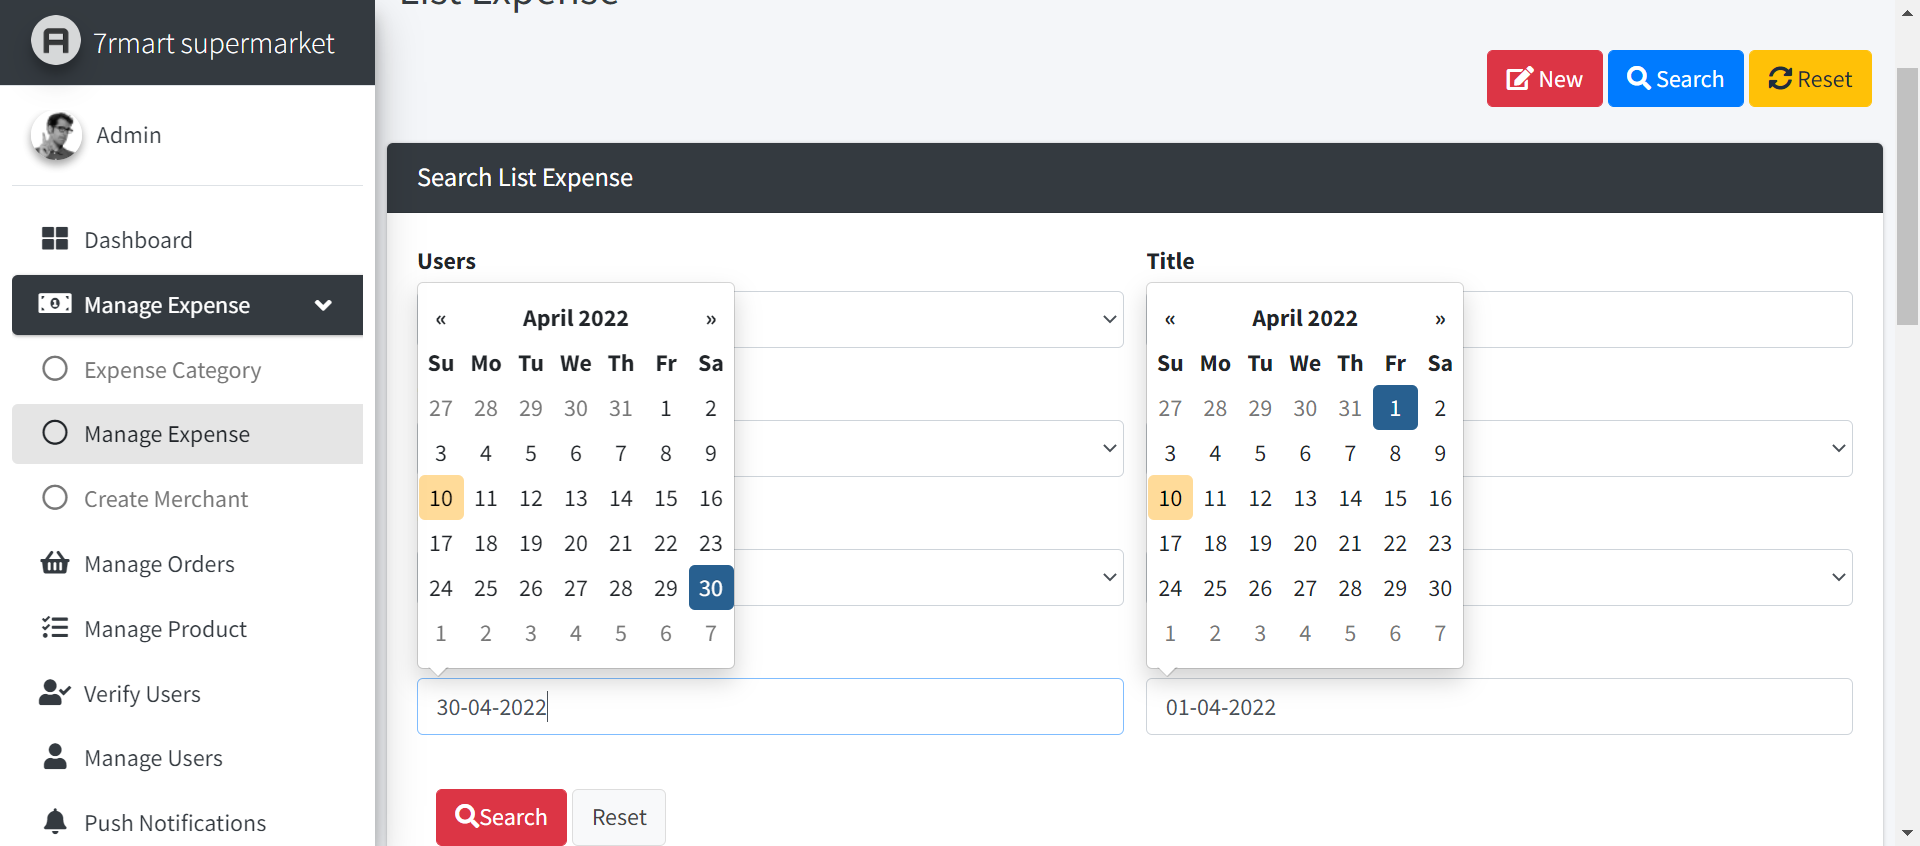 List Expense
7rmart supermarket
New
Search
Reset
Admin
Search List Expense
Dashboard
Manage Expense
Expense Category
Manage Expense
Create Merchant
Manage Orders
Manage Product
Verify Users
Manage Users
Push Notifications
Users
Title
« April 2022 »
Su Mo Tu We Th Fr Sa
27 28 29 30 31 1 2
3 4 5 6 7 8 9
10 11 12 13 14 15 16
17 18 19 20 21 22 23
24 25 26 27 28 29 30
1 2 3 4 5 6 7
30-04-2022
« April 2022 »
Su Mo Tu We Th Fr Sa
27 28 29 30 31 1 2
3 4 5 6 7 8 9
10 11 12 13 14 15 16
17 18 19 20 21 22 23
24 25 26 27 28 29 30
1 2 3 4 5 6 7
01-04-2022
Search
Reset